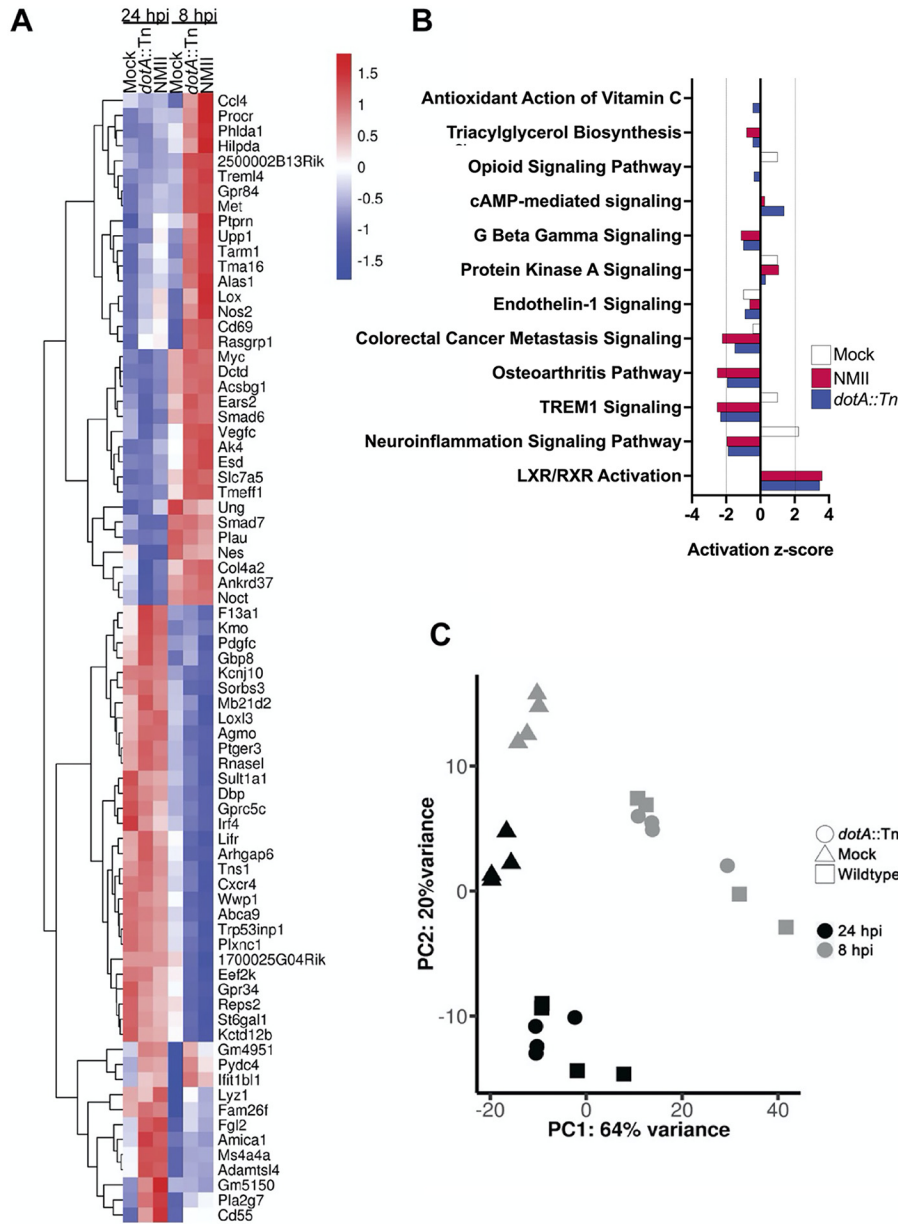 A
24 hpi 8 hpi
Mock
dotA::Tn
NMII
Mock
dotA::Tn
NMII
1.5
1
0.5
0
-0.5
-1
-1.5
Ccl4
Procr
Phlda1
Hilpda
2500002B13Rik
Treml4
Gpr84
Met
Ptprn
Upp1
Tarm1
Tma16
Alas1
Lox
Nos2
Cd69
Rasgrp1
Myc
Dctd
Acsbg1
Ears2
Smad6
Vegfc
Ak4
Esd
Slc7a5
Tmeff1
Ung
Smad7
Plau
Nes
Col4a2
Ankrd37
Noct
F13a1
Kmo
Pdgfc
Gbp8
Kcnj10
Sorbs3
Mb21d2
Loxl3
Agmo
Ptger3
Rnasel
Sult1a1
Dbp
Gprc5c
Irf4
Lifr
Arhgap6
Tns1
Cxcr4
Wwp1
Abca9
Trp53inp1
Plxnc1
1700025G04Rik
Eef2k
Gpr34
Reps2
St6gal1
Kctd12b
Gm4951
Pydc4
Ifit1bl1
Lyz1
Fam26f
Fgl2
Amica1
Ms4a4a
Adamtsl4
Gm5150
Pla2g7
Cd55
B
Antioxidant Action of Vitamin C
Triacylglycerol Biosynthesis
Opioid Signaling Pathway
cAMP-mediated signaling
G Beta Gamma Signaling
Protein Kinase A Signaling
Endothelin-1 Signaling
Colorectal Cancer Metastasis Signaling
Osteoarthritis Pathway
TREM1 Signaling
Neuroinflammation Signaling Pathway
LXR/RXR Activation
-4 -2 0 2 4
Activation z-score
Mock
NMII
dotA::Tn
C
10
0
-10
PC2: 20%variance
-20 0 20 40
PC1: 64% variance
dotA::Tn
Mock
Wildtype
24 hpi
8 hpi